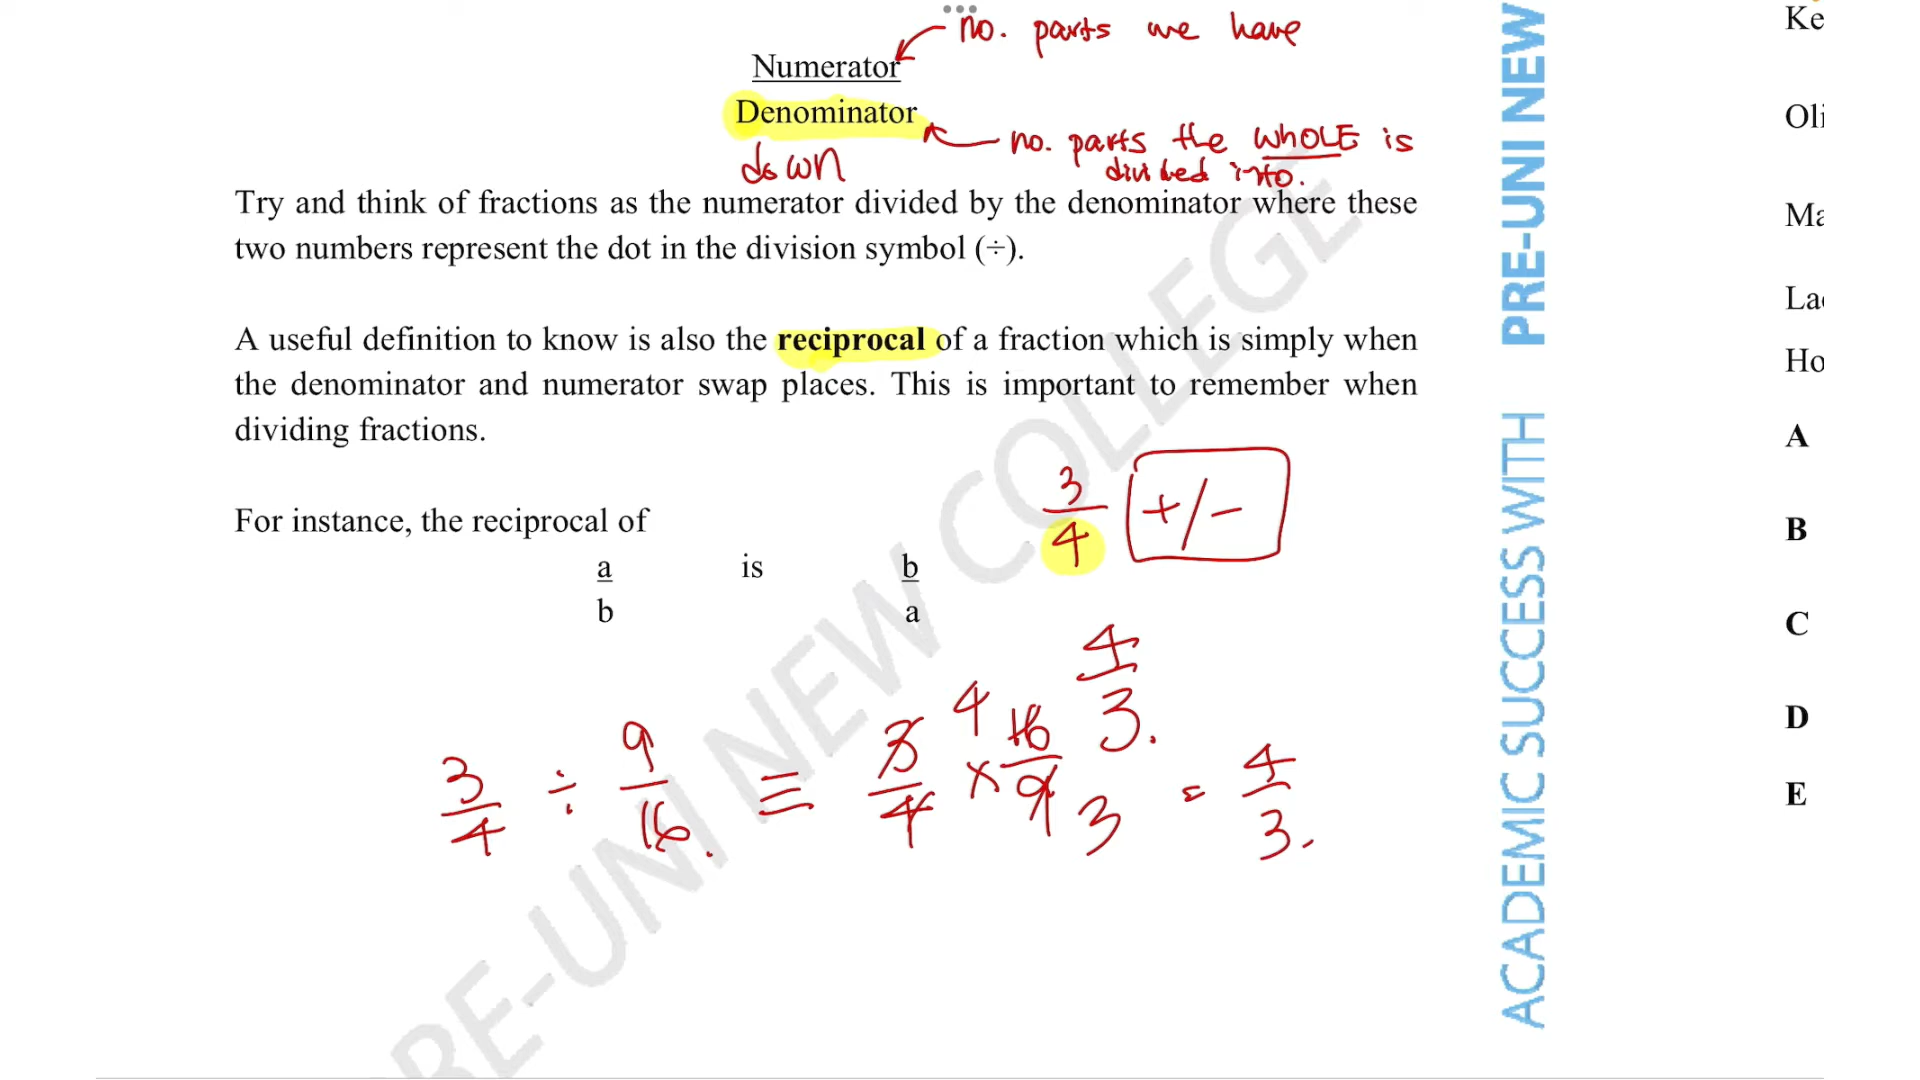 no. parts we have
Numerator
Denominator
no. parts the WHOLE is
divided into.
down
Try and think of fractions as the numerator divided by the denominator where these
two numbers represent the dot in the division symbol (÷).
A useful definition to know is also the reciprocal of a fraction which is simply when
the denominator and numerator swap places. This is important to remember when
dividing fractions.
3/4 +/-
For instance, the reciprocal of
a/b is b/a
4/3.
3/4 ÷ 9/16. ≡ 3/4 × 16/9 = 4/3.
4
3
PRE-UNI NEW COLLEGE
ACADEMIC SUCCESS WITH PRE-UNI NEW
Ke
Oli
Ma
La
Ho
A
B
C
D
E